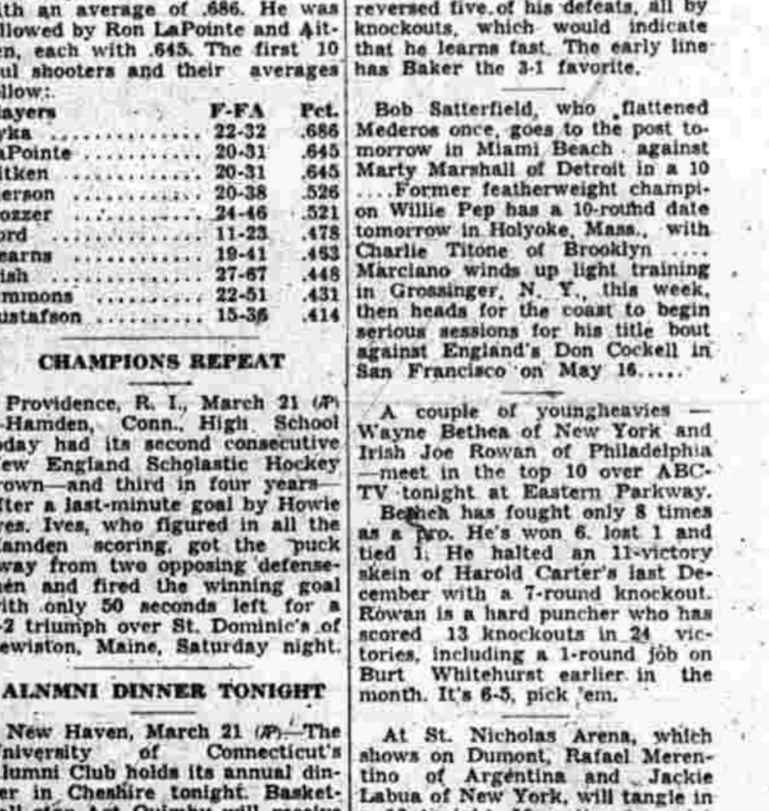 ith an average of .686. He was
llowed by Ron LaPointe and Ait-
en, each with .645. The first 10
ul shooters and their averages
llow:
ayers F-FA Pct.
yka .............. 22-32 .686
aPointe ........... 20-31 .645
itken ............. 20-31 .645
erson ............. 20-38 .526
ozzer ............. 24-46 .521
ord ............... 11-23 .478
earns ............. 19-41 .463
ish ............... 27-67 .448
mmons ............. 22-51 .431
ustafson .......... 15-36 .414
CHAMPIONS REPEAT
Providence, R. I., March 21 (AP)
-Hamden, Conn., High School
oday had its second consecutive
ew England Scholastic Hockey
rown—and third in four years—
fter a last-minute goal by Howie
ves. Ives, who figured in all the
amden scoring, got the puck
way from two opposing defense-
en and fired the winning goal
ith only 50 seconds left for a
-2 triumph over St. Dominic's of
ewiston, Maine, Saturday night.
ALNMNI DINNER TONIGHT
New Haven, March 21 (AP)—The
niversity of Connecticut's
lumni Club holds its annual din-
er in Cheshire tonight. Basket-
all star Art Quimby will receive
reversed five of his defeats, all by
knockouts, which would indicate
that he learns fast. The early line
has Baker the 3-1 favorite.
Bob Satterfield, who flattened
Mederos once, goes to the post to-
morrow in Miami Beach against
Marty Marshall of Detroit in a 10
....Former featherweight champi-
on Willie Pep has a 10-round date
tomorrow in Holyoke, Mass., with
Charlie Titone of Brooklyn ....
Marciano winds up light training
in Grossinger, N. Y., this week,
then heads for the coast to begin
serious sessions for his title bout
against England's Don Cockell in
San Francisco on May 16.....
A couple of youngheavies —
Wayne Bethea of New York and
Irish Joe Rowan of Philadelphia
—meet in the top 10 over ABC-
TV tonight at Eastern Parkway.
Bethea has fought only 8 times
as a pro. He's won 6, lost 1 and
tied 1. He halted an 11-victory
skein of Harold Carter's last De-
cember with a 7-round knockout.
Rowan is a hard puncher who has
scored 13 knockouts in 24 vic-
tories, including a 1-round job on
Burt Whitehurst earlier in the
month. It's 6-5, pick 'em.
At St. Nicholas Arena, which
shows on Dumont, Rafael Meren-
tino of Argentina and Jackie
Labua of New York, will tangle in